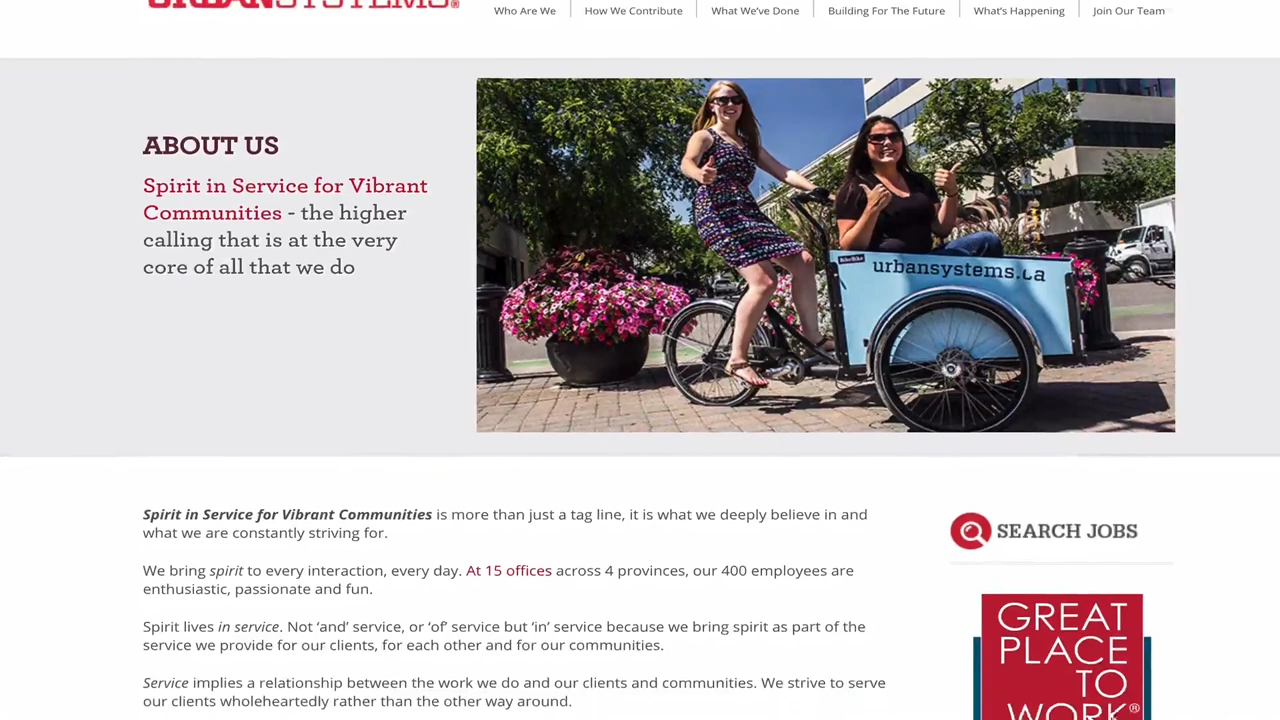 URBANSYSTEMS®
Who Are We
How We Contribute
What We've Done
Building For The Future
What's Happening
Join Our Team
ABOUT US
Spirit in Service for Vibrant
Communities - the higher
calling that is at the very
core of all that we do
urbansystems.ca
Spirit in Service for Vibrant Communities is more than just a tag line, it is what we deeply believe in and
what we are constantly striving for.
We bring spirit to every interaction, every day. At 15 offices across 4 provinces, our 400 employees are
enthusiastic, passionate and fun.
Spirit lives in service. Not ‘and’ service, or ‘of’ service but ‘in’ service because we bring spirit as part of the
service we provide for our clients, for each other and for our communities.
Service implies a relationship between the work we do and our clients and communities. We strive to serve
our clients wholeheartedly rather than the other way around.
SEARCH JOBS
GREAT
PLACE
TO
WORK®